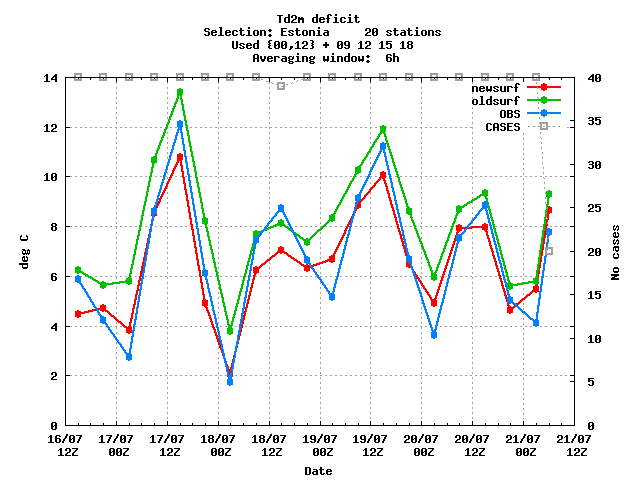 Td2m deficit
Selection: Estonia     20 stations
Used {00,12} + 09 12 15 18
Averaging window:  6h
14
12
10
8
6
4
2
0
deg C
40
35
30
25
20
15
10
5
0
No cases
newsurf
oldsurf
OBS
CASES
16/07 17/07 17/07 18/07 18/07 19/07 19/07 20/07 20/07 21/07 21/07
12Z 00Z 12Z 00Z 12Z 00Z 12Z 00Z 12Z 00Z 12Z
Date